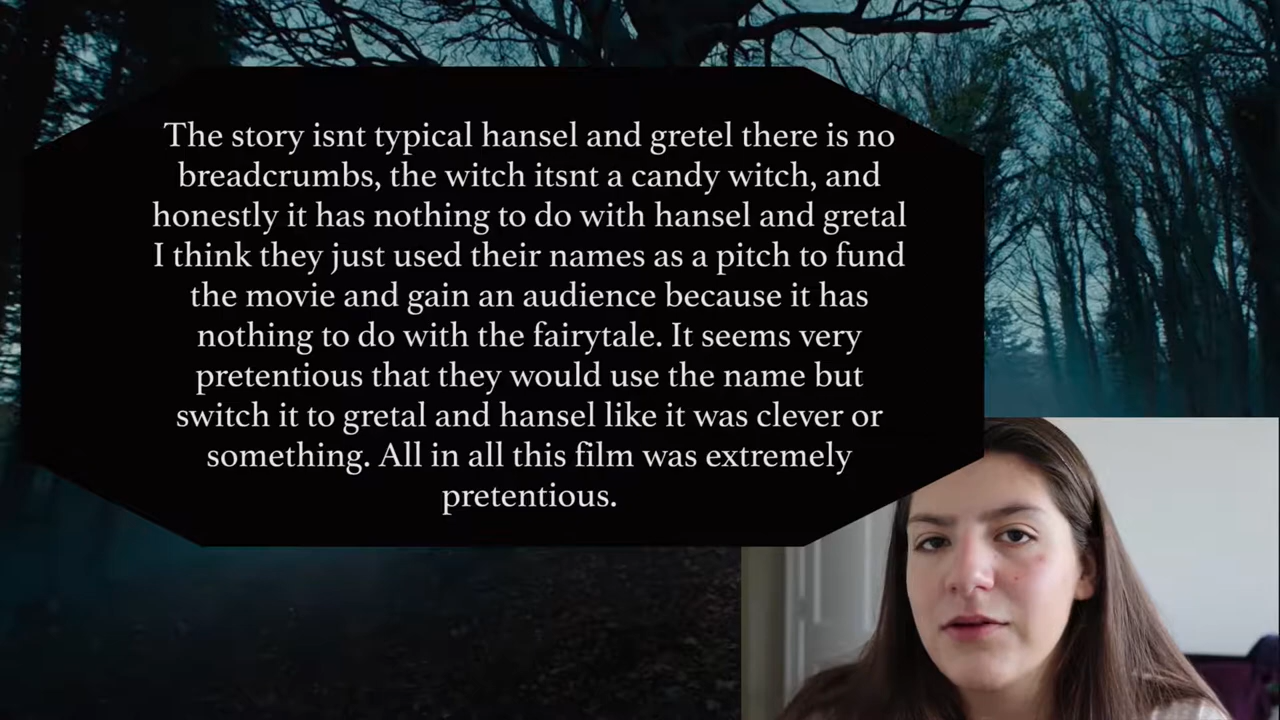 The story isnt typical hansel and gretel there is no
breadcrumbs, the witch itsnt a candy witch, and
honestly it has nothing to do with hansel and gretal
I think they just used their names as a pitch to fund
the movie and gain an audience because it has
nothing to do with the fairytale. It seems very
pretentious that they would use the name but
switch it to gretal and hansel like it was clever or
something. All in all this film was extremely
pretentious.